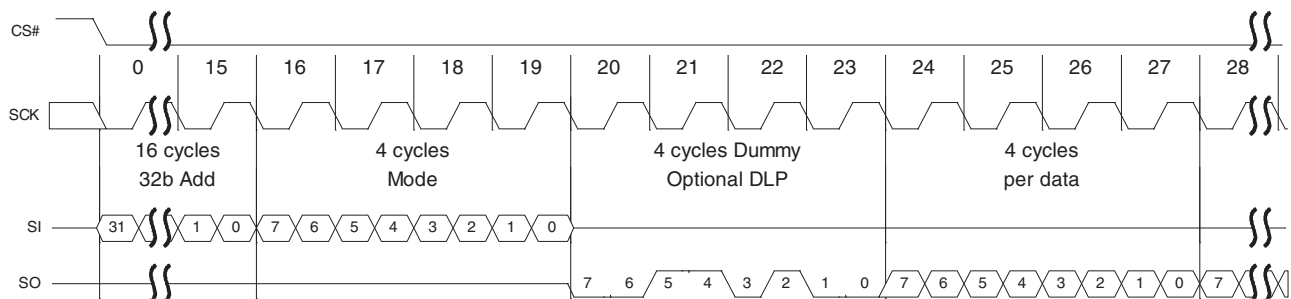 CS#
0 15 16 17 18 19 20 21 22 23 24 25 26 27 28
SCK
16 cycles 4 cycles 4 cycles Dummy 4 cycles
32b Add Mode Optional DLP per data
SI 31 1 0 7 6 5 4 3 2 1 0
SO 7 6 5 4 3 2 1 0 7 6 5 4 3 2 1 0 7